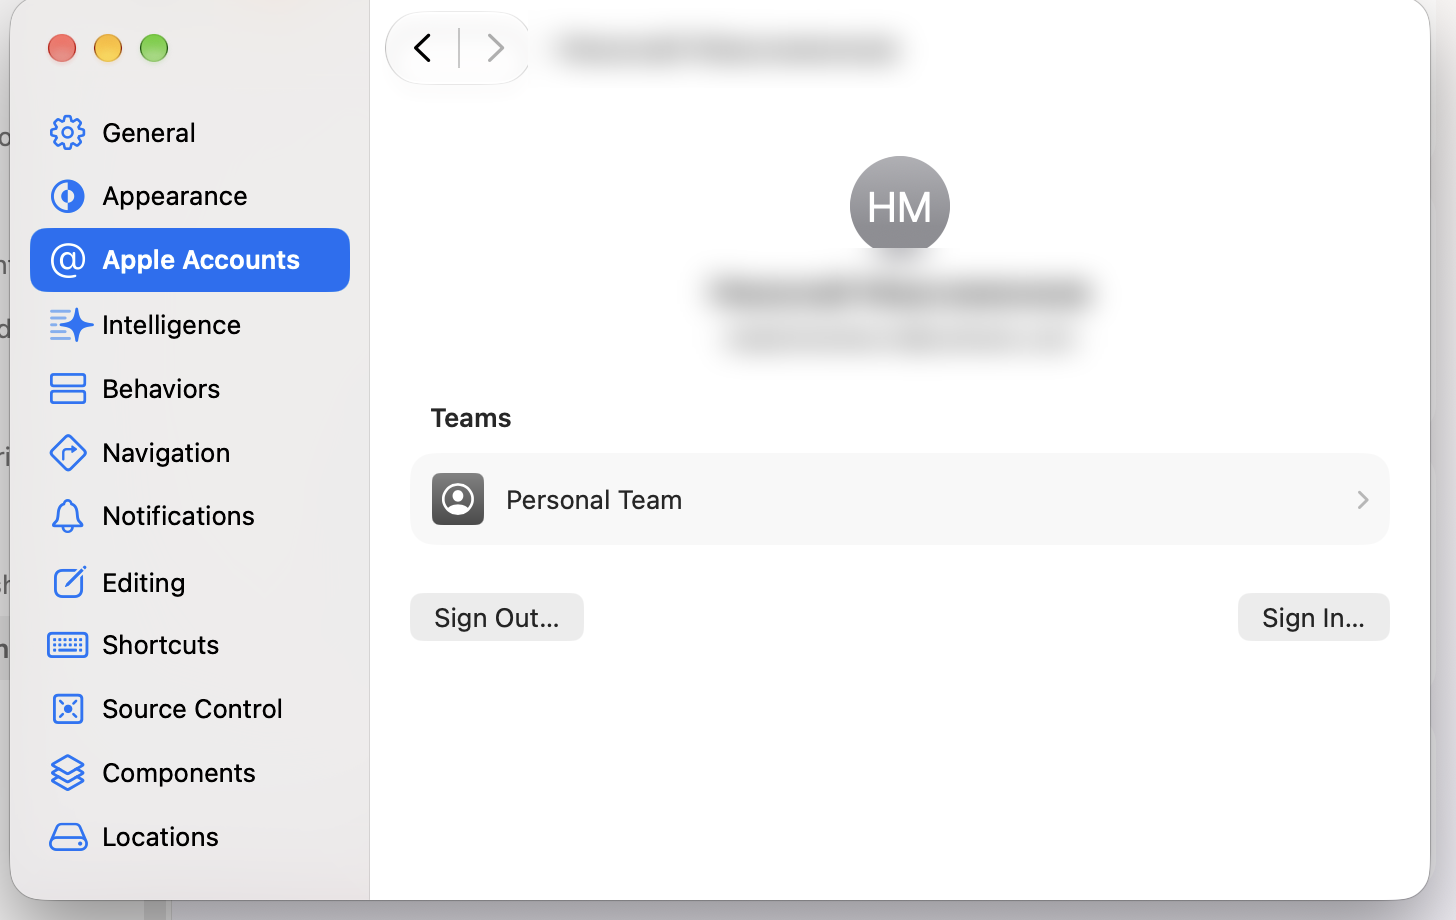 General
Appearance
@ Apple Accounts
Intelligence
Behaviors
Navigation
Notifications
Editing
Shortcuts
Source Control
Components
Locations
HM
Teams
Personal Team
Sign Out...
Sign In...